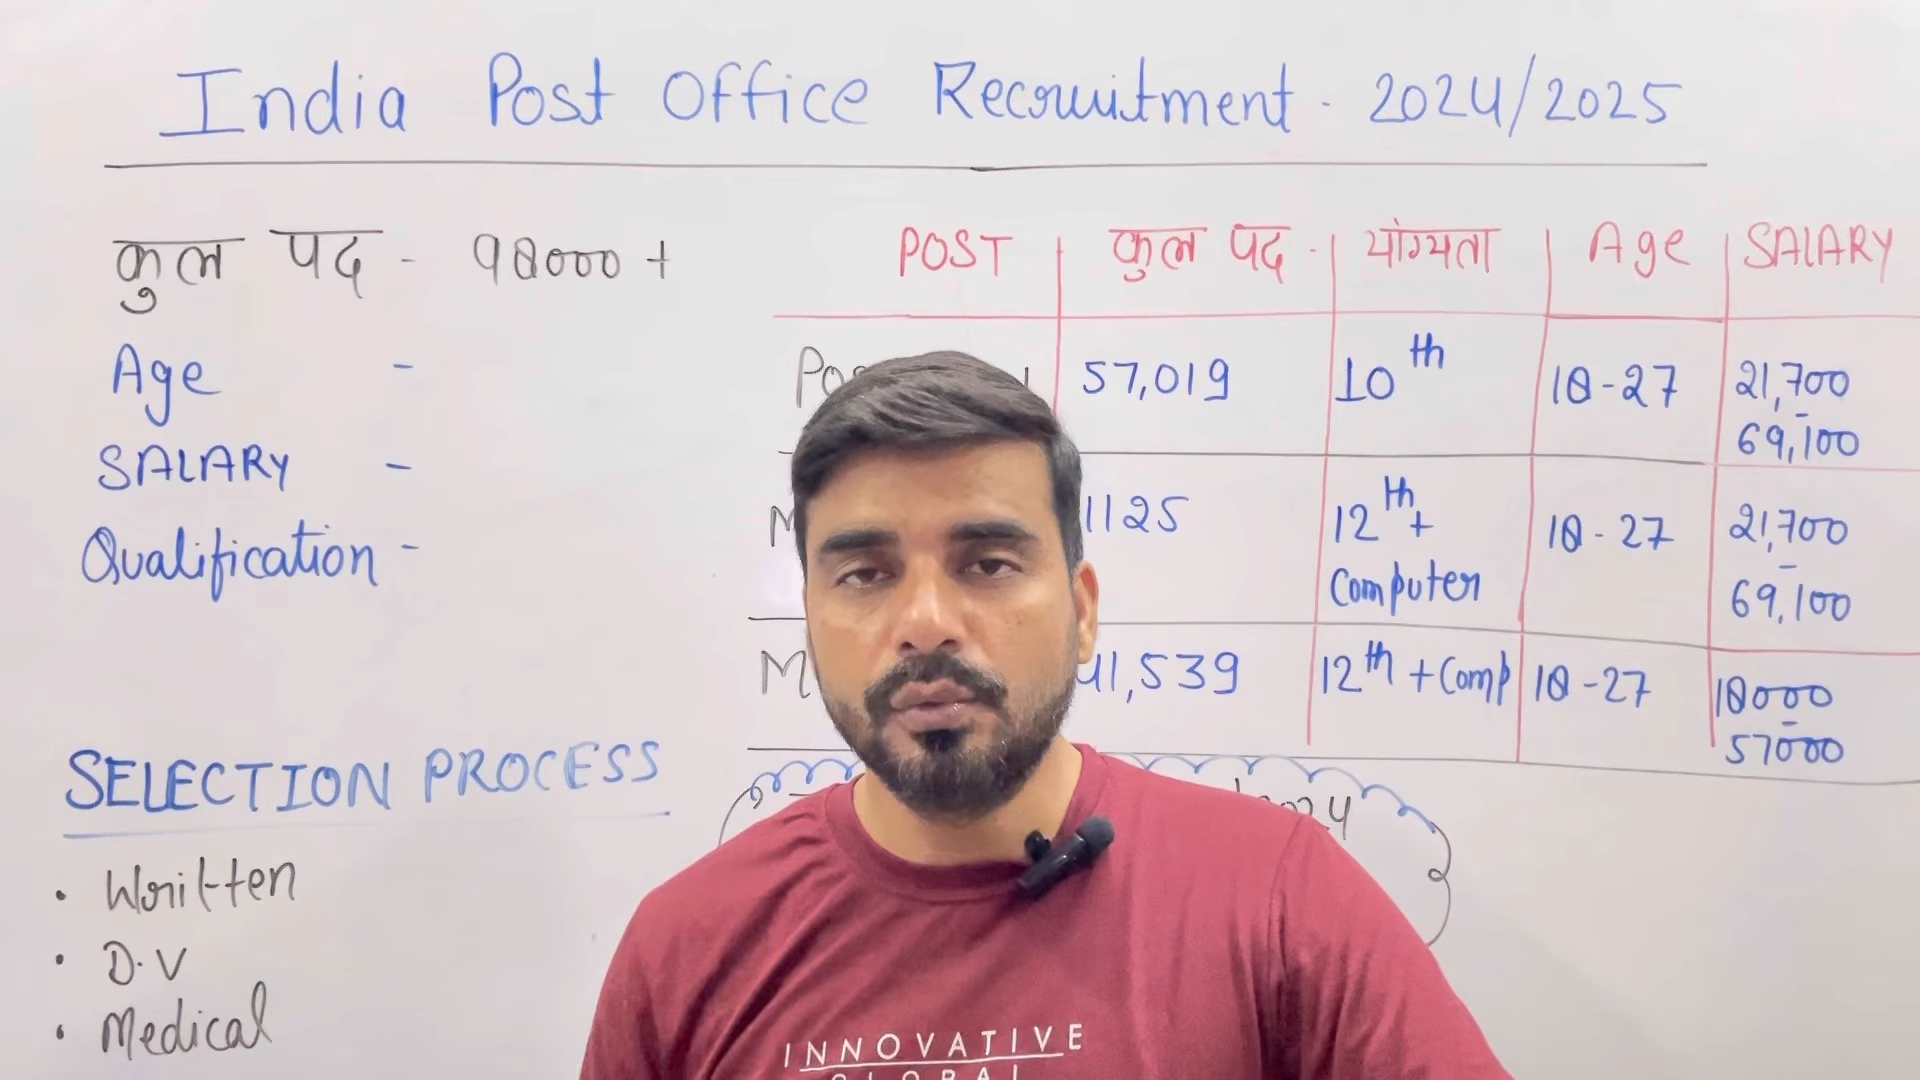 India Post Office Recruitment - 2024/2025
कुल पद - 98000+
Age -
SALARY -
Qualification -
POST कुल पद - योग्यता Age SALARY
57,019 10th 18-27 21,700 - 69,100
1125 12th + Computer 18-27 21,700 - 69,100
41,539 12th + Comp 18-27 18000 - 57000
SELECTION PROCESS
• Written
• D.V
• Medical
INNOVATIVE
GLOBAL